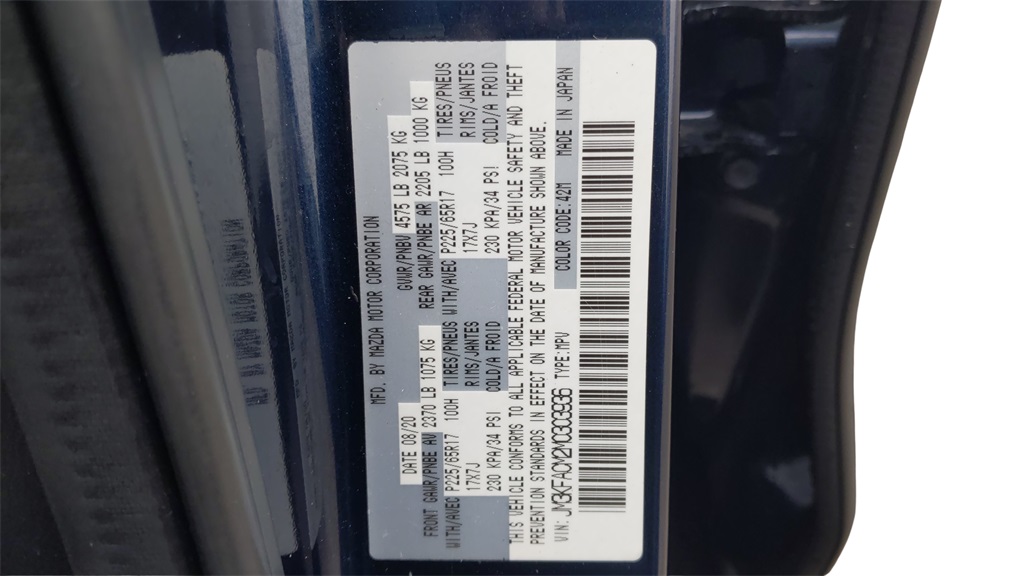 MFD. BY MAZDA MOTOR CORPORATION
DATE 08/20 GVWR/PNBV 4575 LB 2075 KG
FRONT GAWR/PNBE AV 2370 LB 1075 KG REAR GAWR/PNBE AR 2205 LB 1000 KG
WITH/AVEC P225/65R17 100H TIRES/PNEUS WITH/AVEC P225/65R17 100H TIRES/PNEUS
17X7J RIMS/JANTES 17X7J RIMS/JANTES
230 KPA/34 PSI COLD/A FROID 230 KPA/34 PSI COLD/A FROID
THIS VEHICLE CONFORMS TO ALL APPLICABLE FEDERAL MOTOR VEHICLE SAFETY AND THEFT
PREVENTION STANDARDS IN EFFECT ON THE DATE OF MANUFACTURE SHOWN ABOVE.
VIN: JM3KFACM2M0303936 TYPE:MPV COLOR CODE:42M MADE IN JAPAN